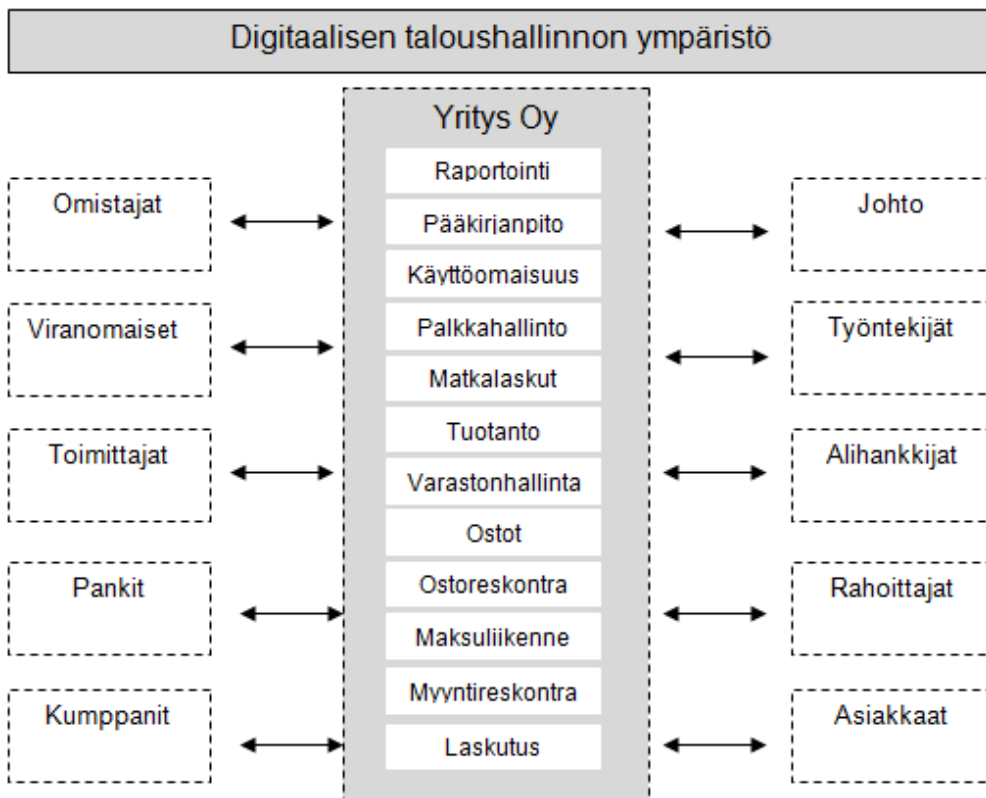 Digitaalisen taloushallinnon ympäristö
Yritys Oy
Raportointi
Pääkirjanpito
Käyttöomaisuus
Palkkahallinto
Matkalaskut
Tuotanto
Varastonhallinta
Ostot
Ostoreskontra
Maksuliikenne
Myyntireskontra
Laskutus
Omistajat
Viranomaiset
Toimittajat
Pankit
Kumppanit
Johto
Työntekijät
Alihankkijat
Rahoittajat
Asiakkaat